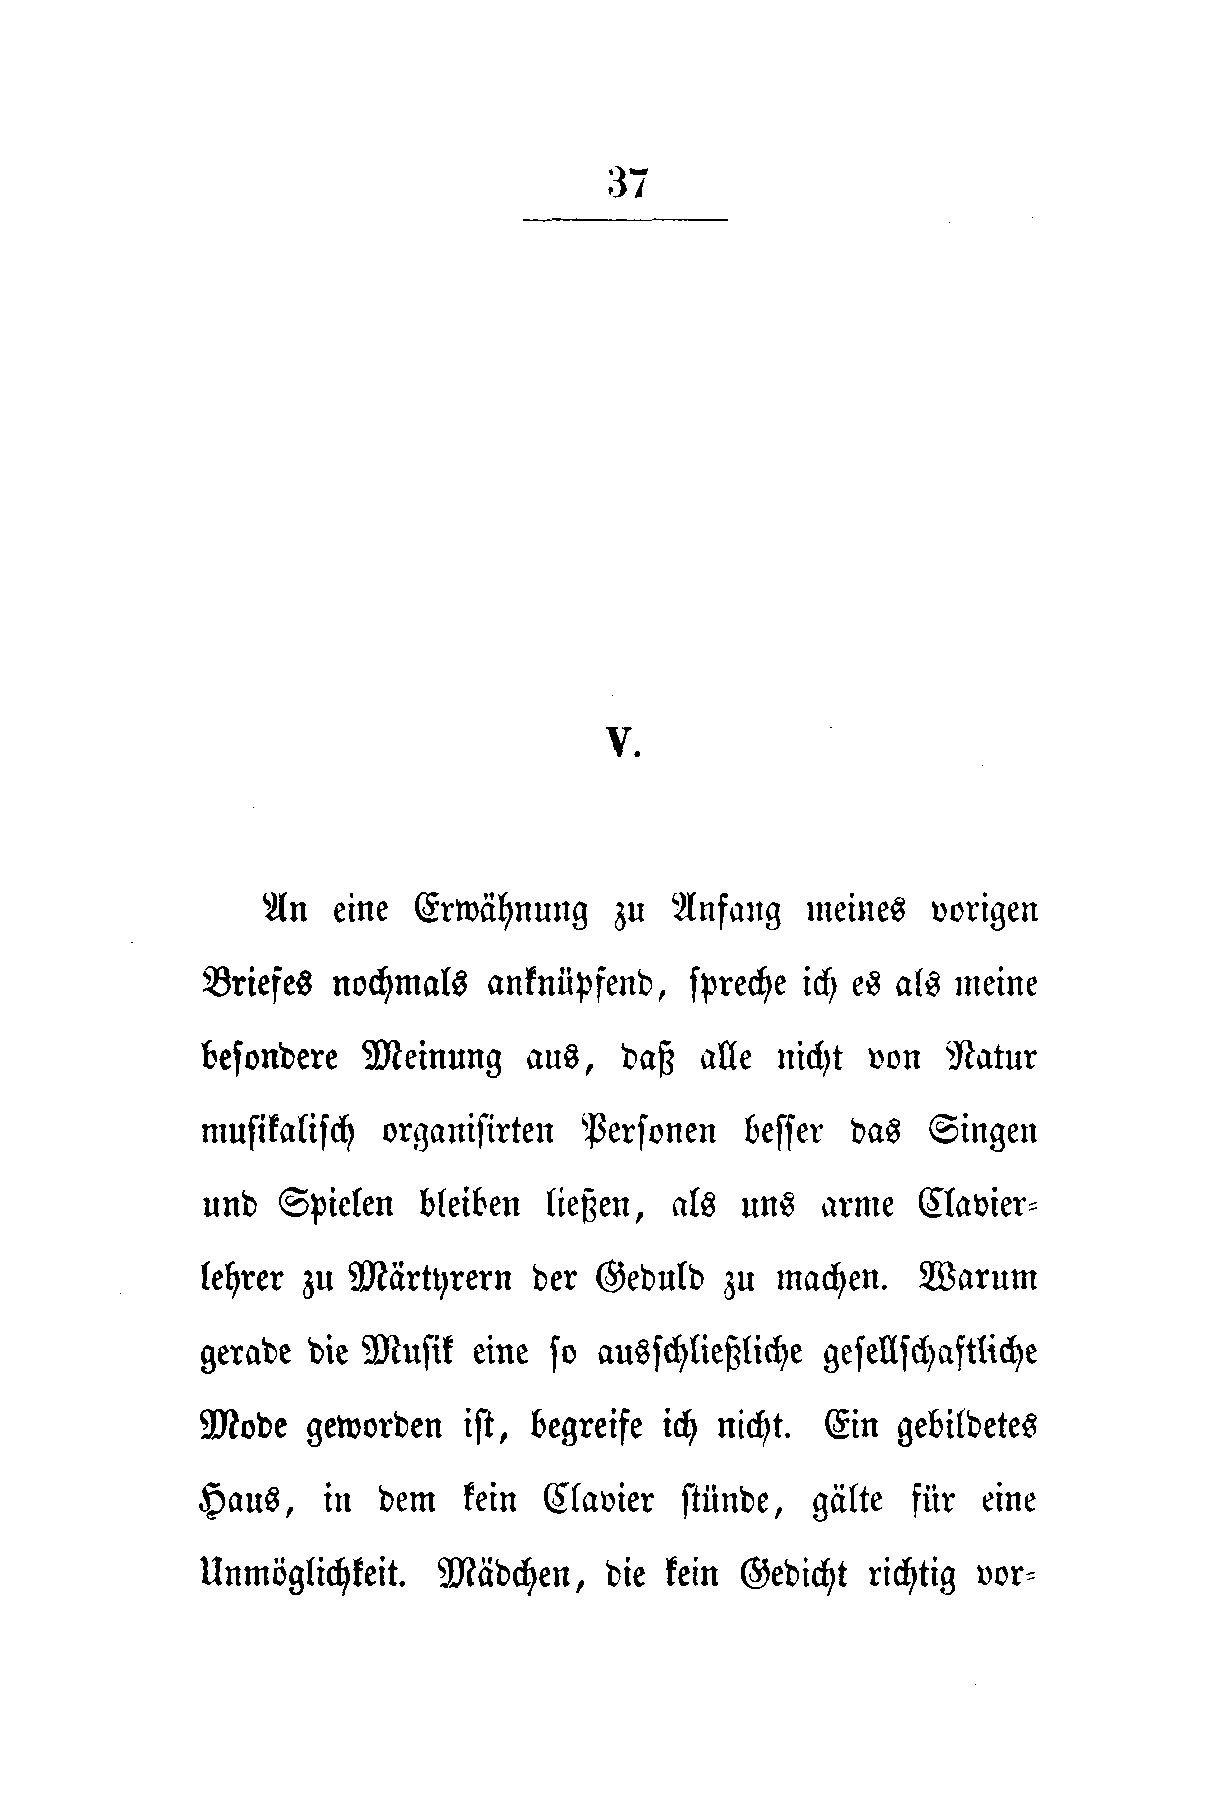 37
V.
An eine Erwähnung zu Anfang meines vorigen
Briefes nochmals anknüpfend, spreche ich es als meine
besondere Meinung aus, daß alle nicht von Natur
musikalisch organisirten Personen besser das Singen
und Spielen bleiben ließen, als uns arme Clavier-
lehrer zu Märtyrern der Geduld zu machen. Warum
gerade die Musik eine so ausschließliche gesellschaftliche
Mode geworden ist, begreife ich nicht. Ein gebildetes
Haus, in dem kein Clavier stünde, gälte für eine
Unmöglichkeit. Mädchen, die kein Gedicht richtig vor-